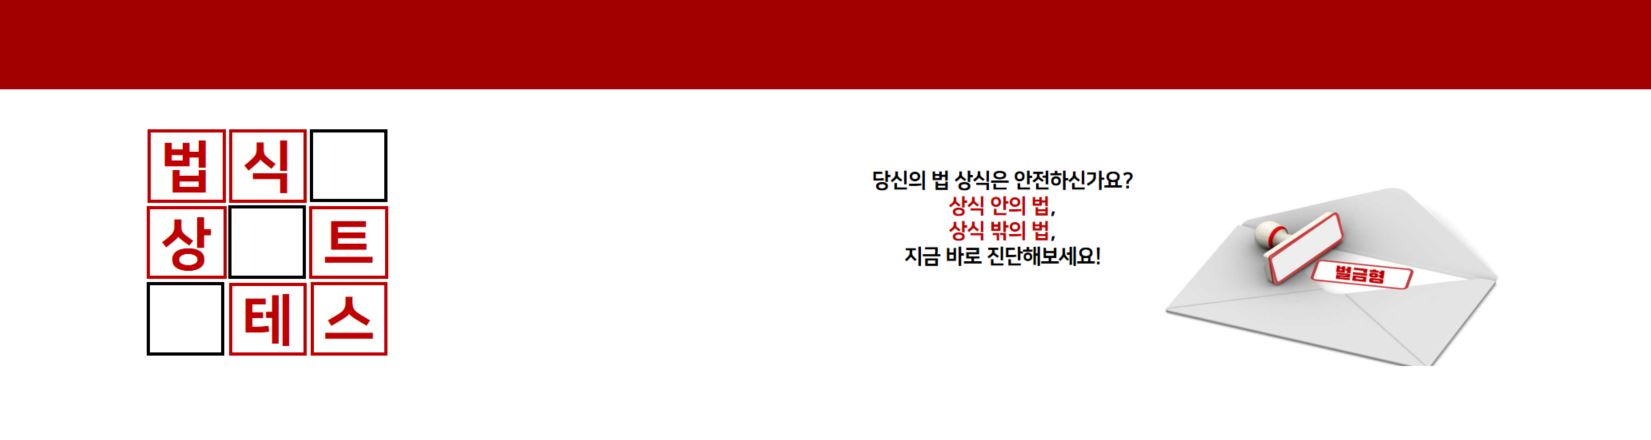 법식
상 트
테스
당신의 법 상식은 안전하신가요?
상식 안의 법,
상식 밖의 법,
지금 바로 진단해보세요!
벌금형